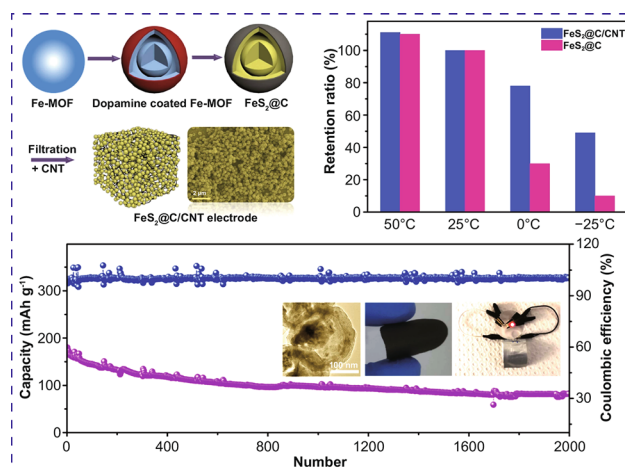 Fe-MOF
Dopamine coated Fe-MOF
FeS₂@C
Filtration
+ CNT
2 μm
FeS₂@C/CNT electrode
FeS₂@C/CNT
FeS₂@C
Retention ratio (%)
100
80
60
40
20
0
50°C
25°C
0°C
−25°C
Capacity (mAh g⁻¹)
300
200
100
0
100 nm
Coulombic efficiency (%)
120
90
60
30
0
400
800
1200
1600
2000
Number